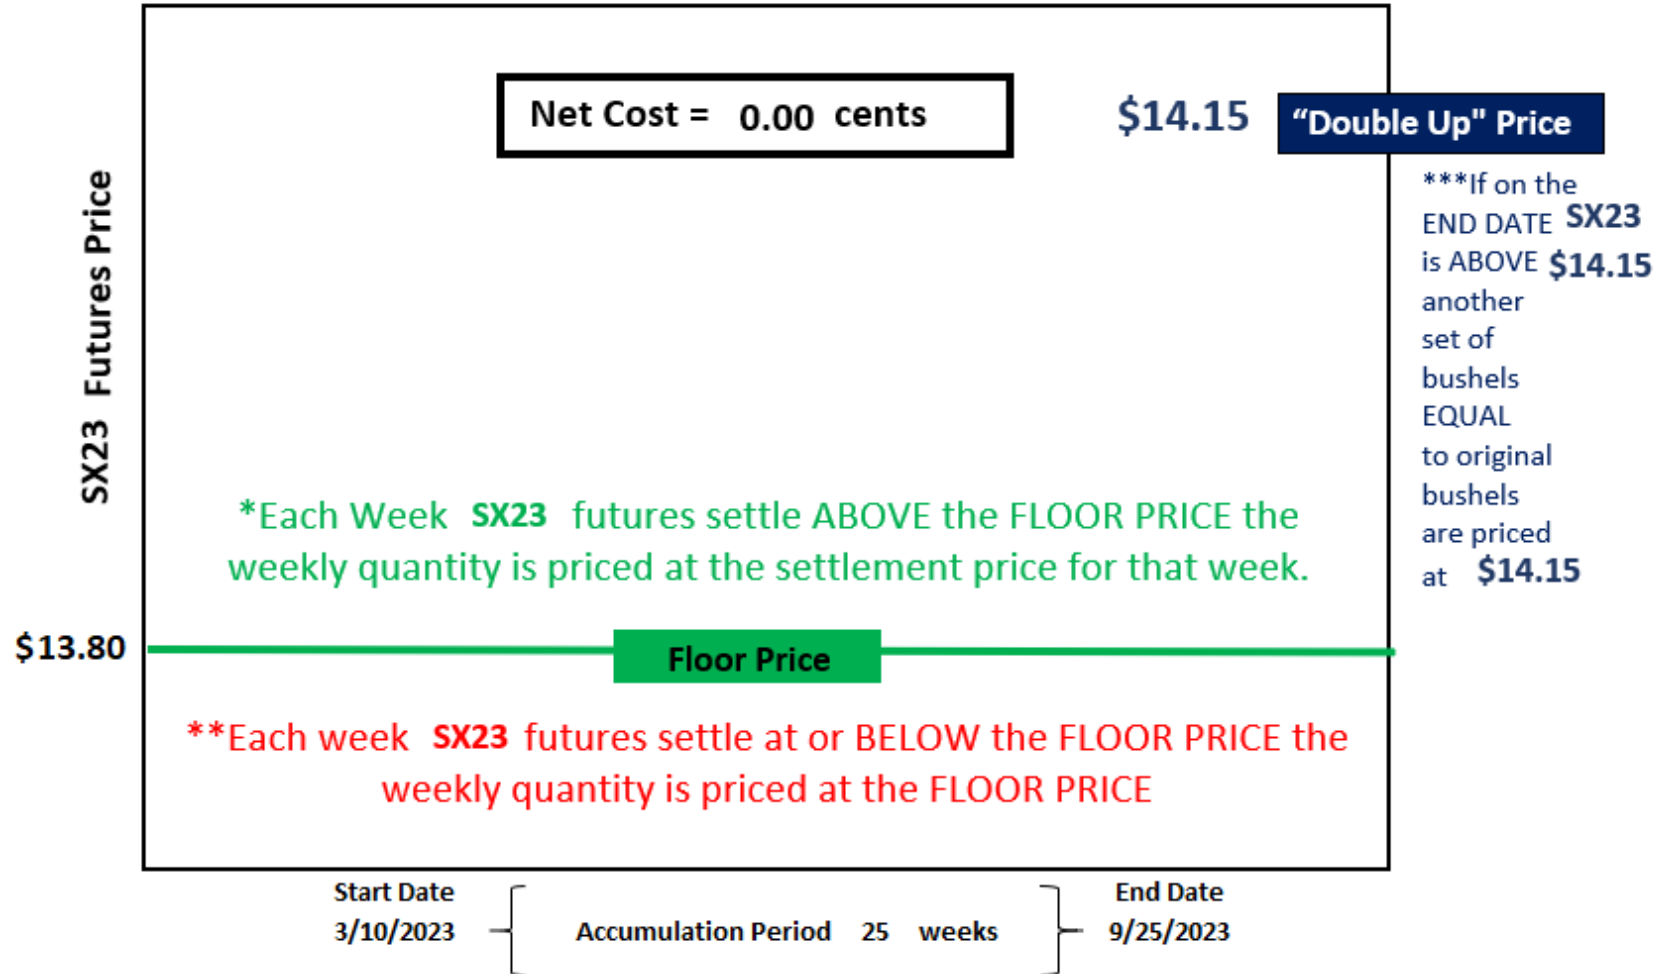 Net Cost = 0.00 cents
$14.15
“Double Up" Price
***If on the
END DATE SX23
is ABOVE $14.15
another
set of
bushels
EQUAL
to original
bushels
are priced
at $14.15
SX23 Futures Price
*Each Week SX23 futures settle ABOVE the FLOOR PRICE the
weekly quantity is priced at the settlement price for that week.
$13.80
Floor Price
**Each week SX23 futures settle at or BELOW the FLOOR PRICE the
weekly quantity is priced at the FLOOR PRICE
Start Date
3/10/2023
Accumulation Period 25 weeks
End Date
9/25/2023